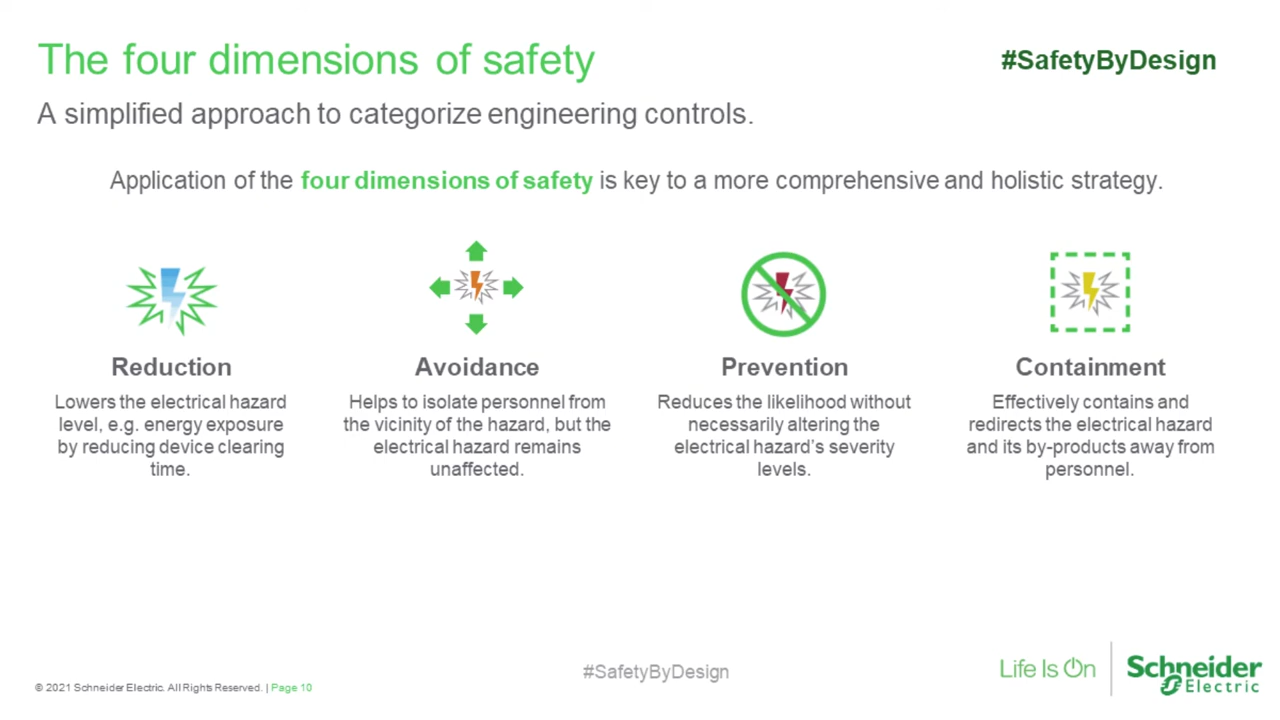 The four dimensions of safety
#SafetyByDesign
A simplified approach to categorize engineering controls.
Application of the four dimensions of safety is key to a more comprehensive and holistic strategy.
Reduction
Lowers the electrical hazard
level, e.g. energy exposure
by reducing device clearing
time.
Avoidance
Helps to isolate personnel from
the vicinity of the hazard, but the
electrical hazard remains
unaffected.
Prevention
Reduces the likelihood without
necessarily altering the
electrical hazard's severity
levels.
Containment
Effectively contains and
redirects the electrical hazard
and its by-products away from
personnel.
© 2021 Schneider Electric. All Rights Reserved. | Page 10
#SafetyByDesign
Life Is On
Schneider
Electric